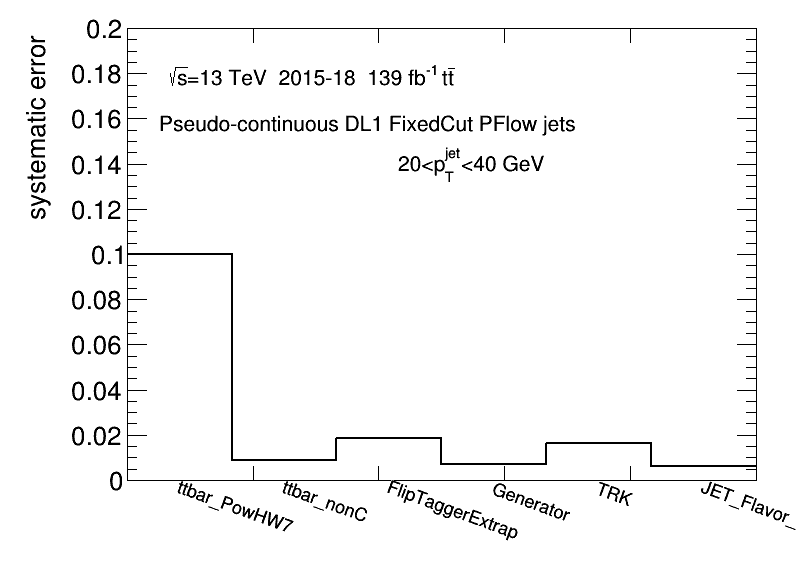 systematic error
0.2
0.18
0.16
0.14
0.12
0.1
0.08
0.06
0.04
0.02
0
√s=13 TeV 2015-18 139 fb⁻¹ tt̄
Pseudo-continuous DL1 FixedCut PFlow jets
20<p_T^jet<40 GeV
ttbar_PowHW7
ttbar_nonC
FlipTaggerExtrap
Generator
TRK
JET_Flavor_